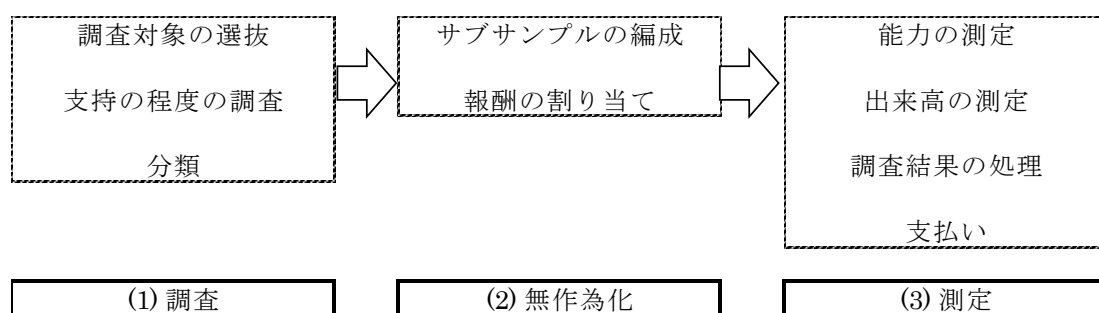 調査対象の選抜
支持の程度の調査
分類
サブサンプルの編成
報酬の割り当て
能力の測定
出来高の測定
調査結果の処理
支払い
(1) 調査
(2) 無作為化
(3) 測定